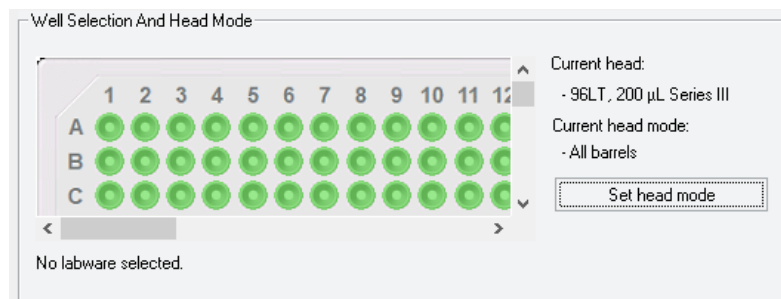 Well Selection And Head Mode
1 2 3 4 5 6 7 8 9 10 11 12
A
B
C
No labware selected.
Current head:
- 96LT, 200 µL Series III
Current head mode:
- All barrels
Set head mode